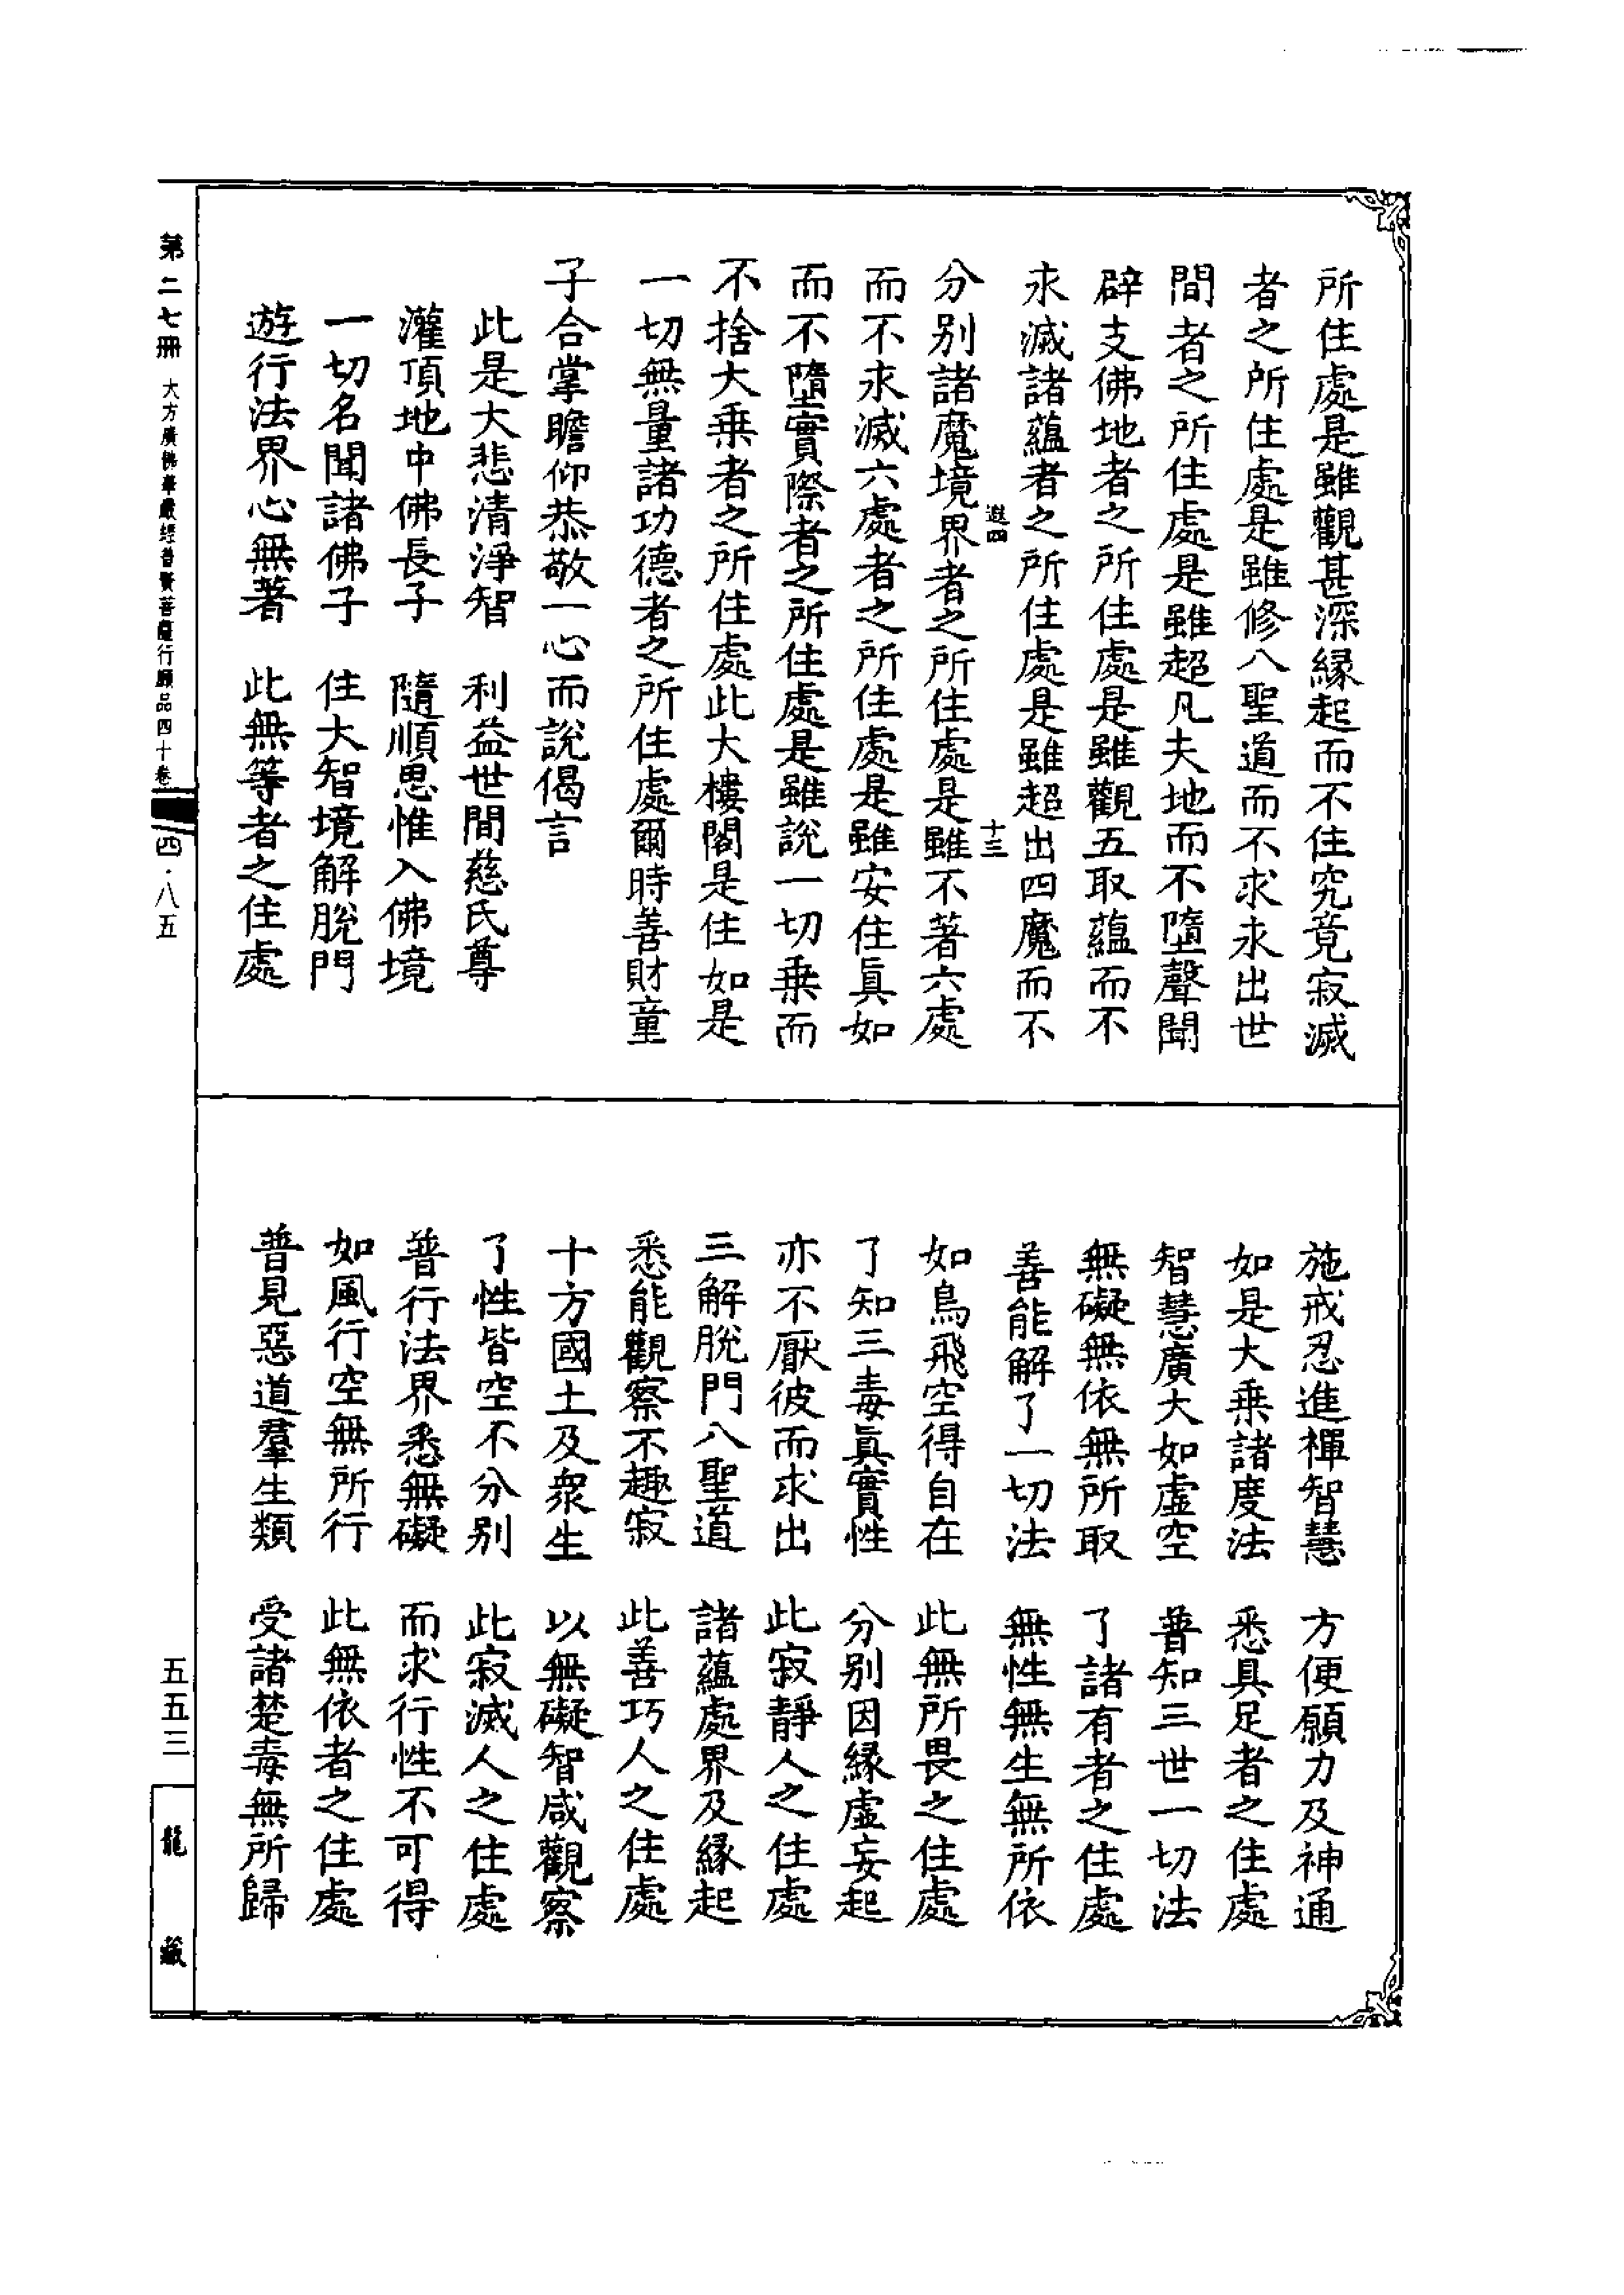 所住處是雖觀甚深緣起而不住究竟寂滅
者之所住處是雖修八聖道而不求永出世
間者之所住處是雖超凡夫地而不墮聲聞
辟支佛地者之所住處是雖觀五取蘊而不
永滅諸蘊者之所住處是雖超出四魔而不
遐四
十三
分別諸魔境界者之所住處是雖不著六處
而不永滅六處者之所住處是雖安住真如
而不墮實際者之所住處是雖說一切乘而
不捨大乘者之所住處此大樓閣是住如是
一切無量諸功德者之所住處爾時善財童
子合掌瞻仰恭敬一心而說偈言
此是大悲清淨智　利益世間慈氏尊
灌頂地中佛長子　隨順思惟入佛境
一切名聞諸佛子　住大智境解脫門
遊行法界心無著　此無等者之住處
施戒忍進禪智慧　方便願力及神通
如是大乘諸度法　悉具足者之住處
智慧廣大如虛空　普知三世一切法
無礙無依無所取　了諸有者之住處
善能解了一切法　無性無生無所依
如鳥飛空得自在　此無所畏之住處
了知三毒真實性　分別因緣虛妄起
亦不厭彼而求出　此寂靜人之住處
三解脫門八聖道　諸蘊處界及緣起
悉能觀察不趣寂　此善巧人之住處
十方國土及眾生　以無礙智咸觀察
了性皆空不分別　此寂滅人之住處
普行法界悉無礙　而求行性不可得
如風行空無所行　此無依者之住處
普見惡道羣生類　受諸楚毒無所歸
第二七冊　大方廣佛華嚴經普賢菩薩行願品四十卷　四·八五
五五三
龍藏